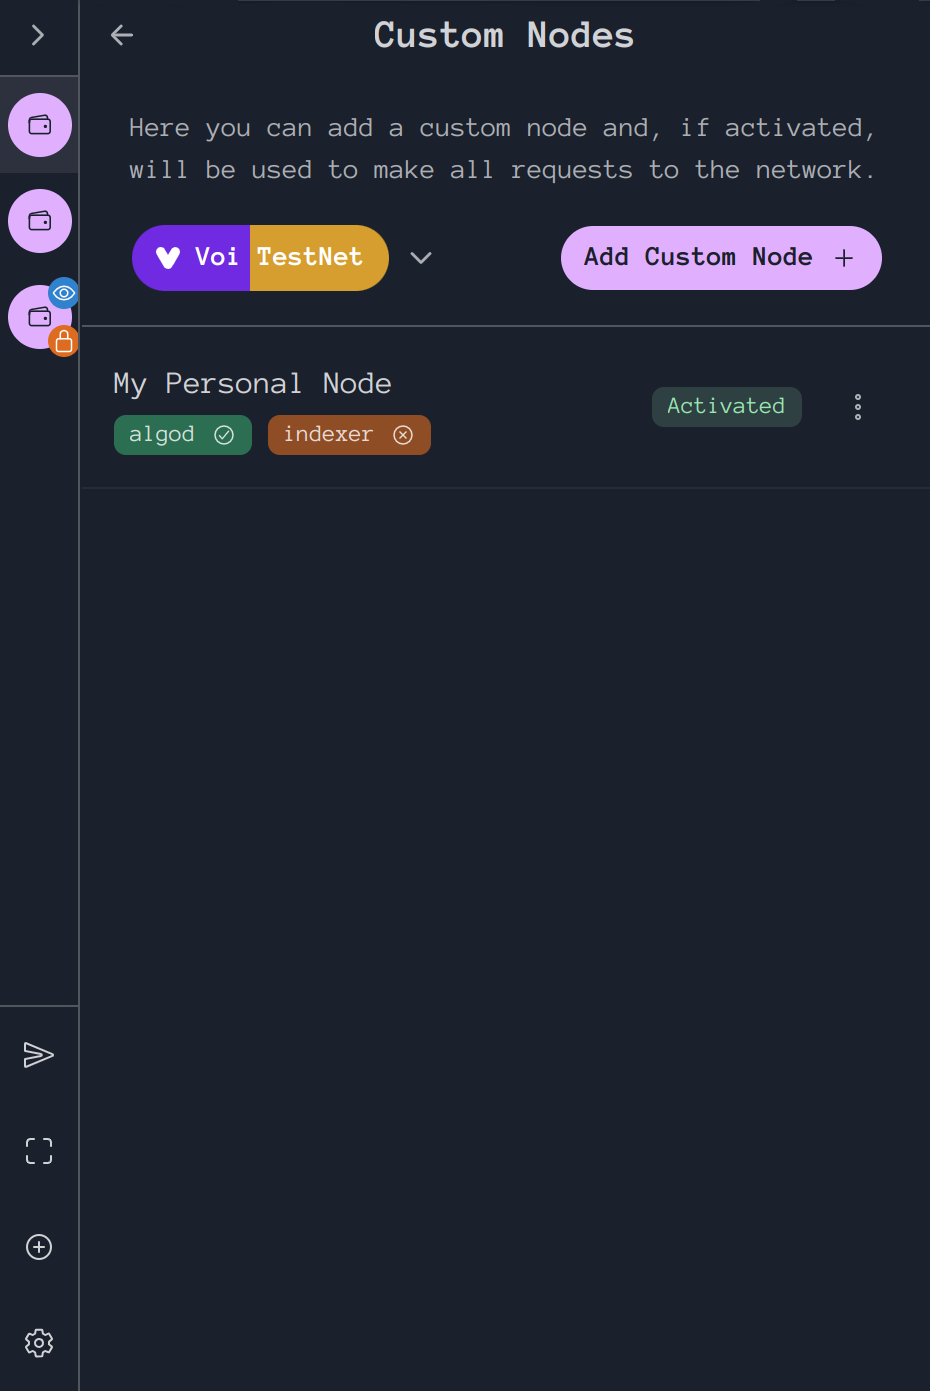 Custom Nodes
Here you can add a custom node and, if activated,
will be used to make all requests to the network.
Voi TestNet
Add Custom Node
My Personal Node
algod
indexer
Activated